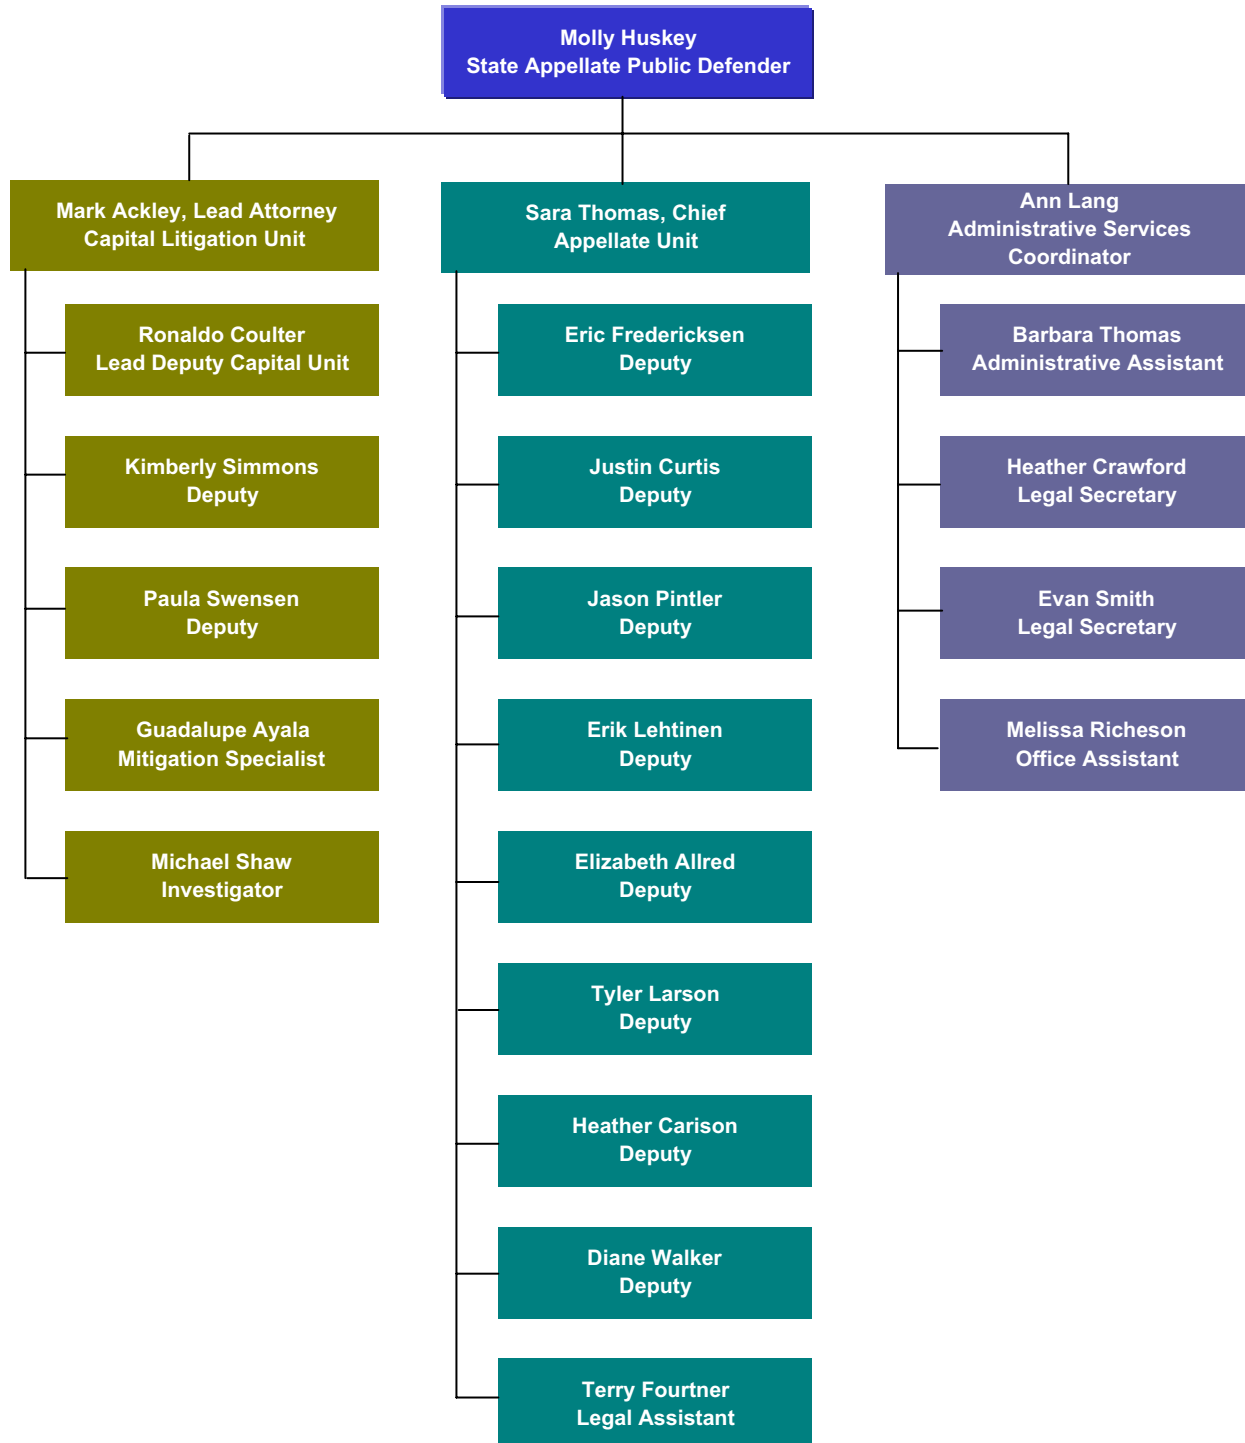 Molly Huskey
State Appellate Public Defender
Mark Ackley, Lead Attorney
Capital Litigation Unit
Ronaldo Coulter
Lead Deputy Capital Unit
Kimberly Simmons
Deputy
Paula Swensen
Deputy
Guadalupe Ayala
Mitigation Specialist
Michael Shaw
Investigator
Sara Thomas, Chief
Appellate Unit
Eric Fredericksen
Deputy
Justin Curtis
Deputy
Jason Pintler
Deputy
Erik Lehtinen
Deputy
Elizabeth Allred
Deputy
Tyler Larson
Deputy
Heather Carison
Deputy
Diane Walker
Deputy
Terry Fourtner
Legal Assistant
Ann Lang
Administrative Services
Coordinator
Barbara Thomas
Administrative Assistant
Heather Crawford
Legal Secretary
Evan Smith
Legal Secretary
Melissa Richeson
Office Assistant